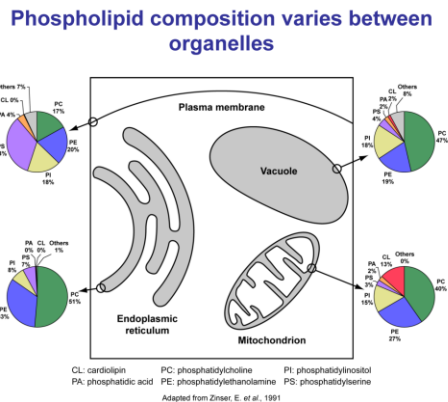 Phospholipid composition varies between
organelles
Others 7%
CL 0%
PA 4%
PC
17%
PE
20%
PI
18%
Plasma membrane
CL
2%
Others
8%
PA
2%
PS
4%
PI
18%
PE
19%
PC
47%
Vacuole
PA
0%
CL
0%
Others
1%
PS
7%
PI
8%
PC
51%
Endoplasmic
reticulum
Mitochondrion
CL
13%
Others
0%
PA
2%
PS
3%
PI
15%
PE
27%
PC
40%
CL: cardiolipin PC: phosphatidylcholine PI: phosphatidylinositol
PA: phosphatidic acid PE: phosphatidylethanolamine PS: phosphatidylserine
Adapted from Zinser, E. et al., 1991